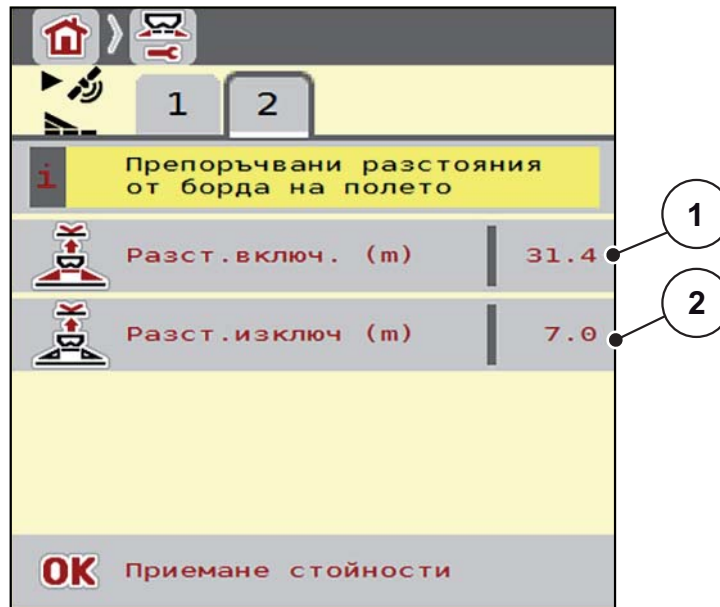 1 2
i Препоръчвани разстояния
от борда на полето
Разст.включ. (m) 31.4
1
Разст.изключ (m) 7.0
2
OK Приемане стойности